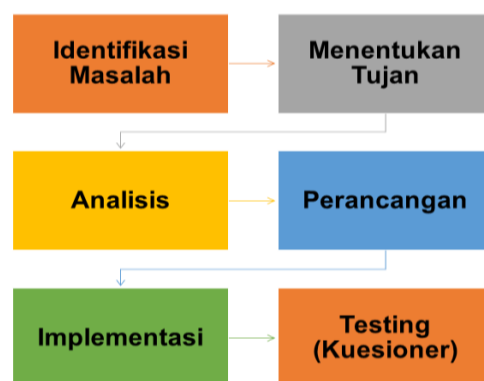 Identifikasi
Masalah
Menentukan
Tujan
Analisis
Perancangan
Implementasi
Testing
(Kuesioner)